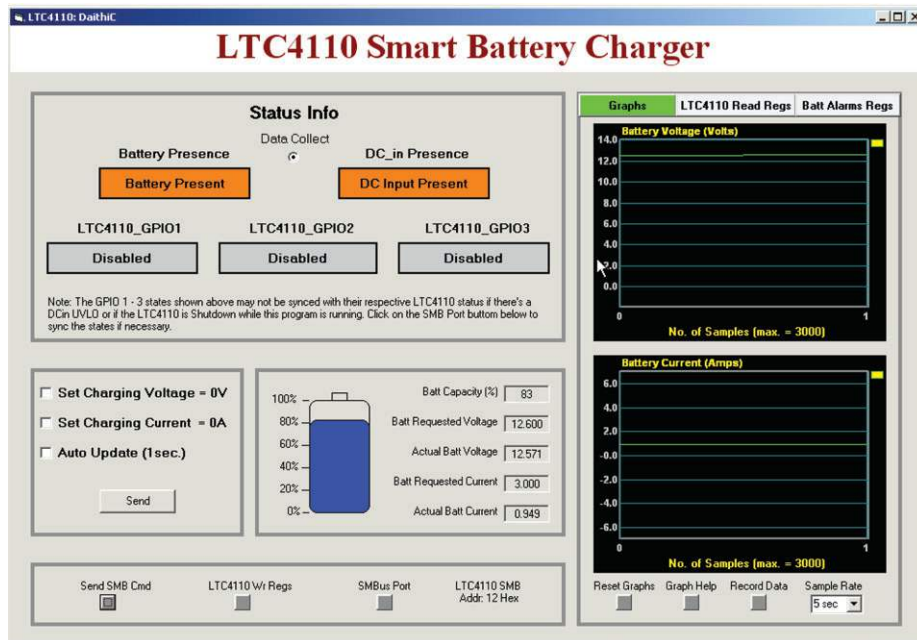 LTC4110: DaithiC
LTC4110 Smart Battery Charger
Status Info
Data Collect
Battery Presence
DC_in Presence
Battery Present
DC Input Present
LTC4110_GPIO1
LTC4110_GPIO2
LTC4110_GPIO3
Disabled
Disabled
Disabled
Note: The GPIO 1 - 3 states shown above may not be synced with their respective LTC4110 status if there's a
DCin UVLO or if the LTC4110 is Shutdown while this program is running. Click on the SMB Port buttom below to
sync the states if necessary.
Set Charging Voltage = 0V
Set Charging Current = 0A
Auto Update (1sec.)
Send
100%
80%
60%
40%
20%
0%
Batt Capacity (%) 83
Batt Requested Voltage 12.600
Actual Batt Voltage 12.571
Batt Requested Current 3.000
Actual Batt Current 0.949
Send SMB Cmd
LTC4110 Wr Regs
SMBus Port
LTC4110 SMB
Addr: 12 Hex
Graphs
LTC4110 Read Regs
Batt Alarms Regs
Battery Voltage (Volts)
14.0
12.0
10.0
8.0
6.0
4.0
2.0
0.0
0 1
No. of Samples (max. = 3000)
Battery Current (Amps)
6.0
4.0
2.0
-0.0
-2.0
-4.0
-6.0
0 1
No. of Samples (max. = 3000)
Reset Graphs
Graph Help
Record Data
Sample Rate
5 sec